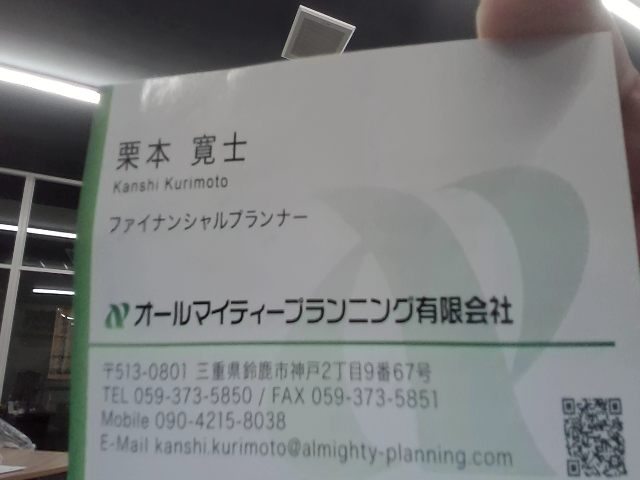 栗本 寛士
Kanshi Kurimoto
ファイナンシャルプランナー
オールマイティープランニング有限会社
〒513-0801 三重県鈴鹿市神戸2丁目9番67号
TEL 059-373-5850 / FAX 059-373-5851
Mobile 090-4215-8038
E-Mail kanshi.kurimoto@almighty-planning.com